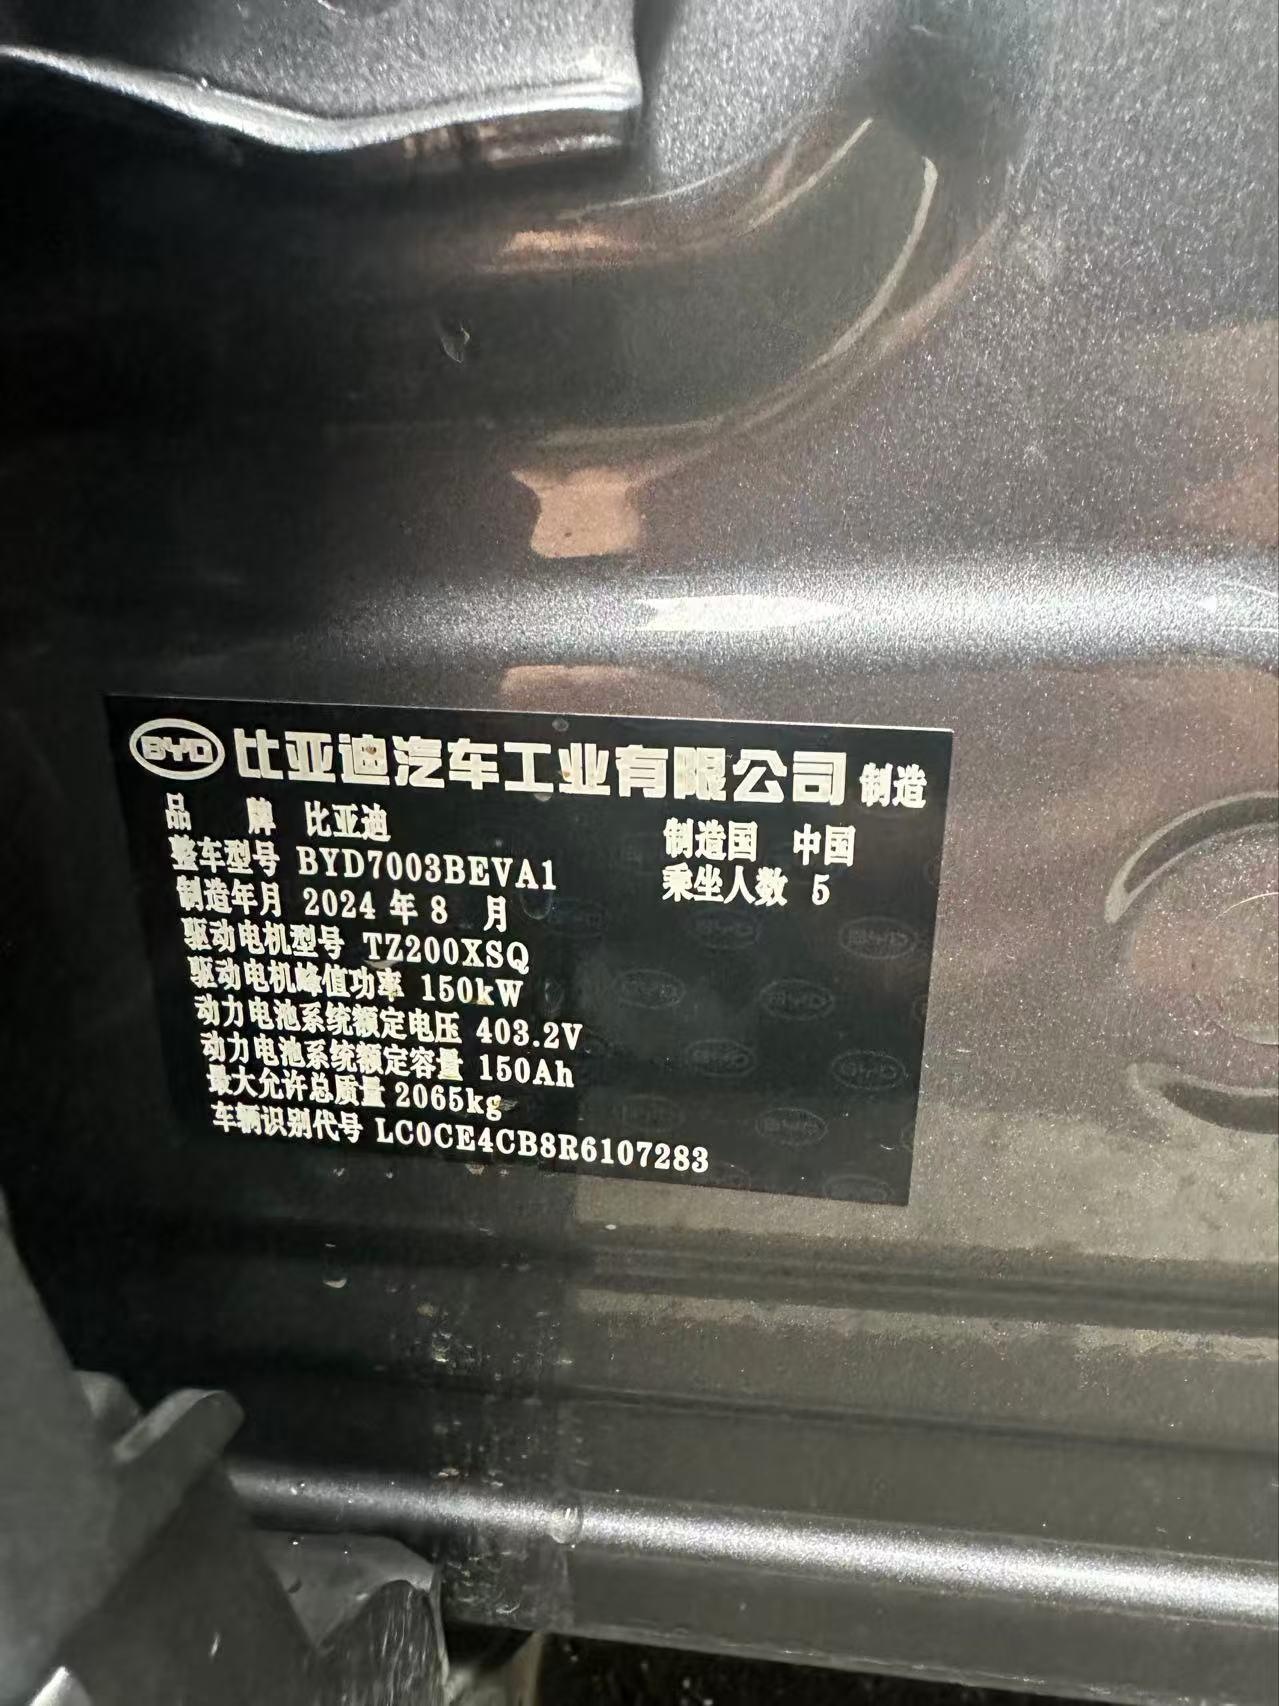 BYD 比亚迪汽车工业有限公司 制造
品 牌 比亚迪 制造国 中国
整车型号 BYD7003BEVA1 乘坐人数 5
制造年月 2024 年 8 月
驱动电机型号 TZ200XSQ
驱动电机峰值功率 150kW
动力电池系统额定电压 403.2V
动力电池系统额定容量 150Ah
最大允许总质量 2065kg
车辆识别代号 LC0CE4CB8R6107283